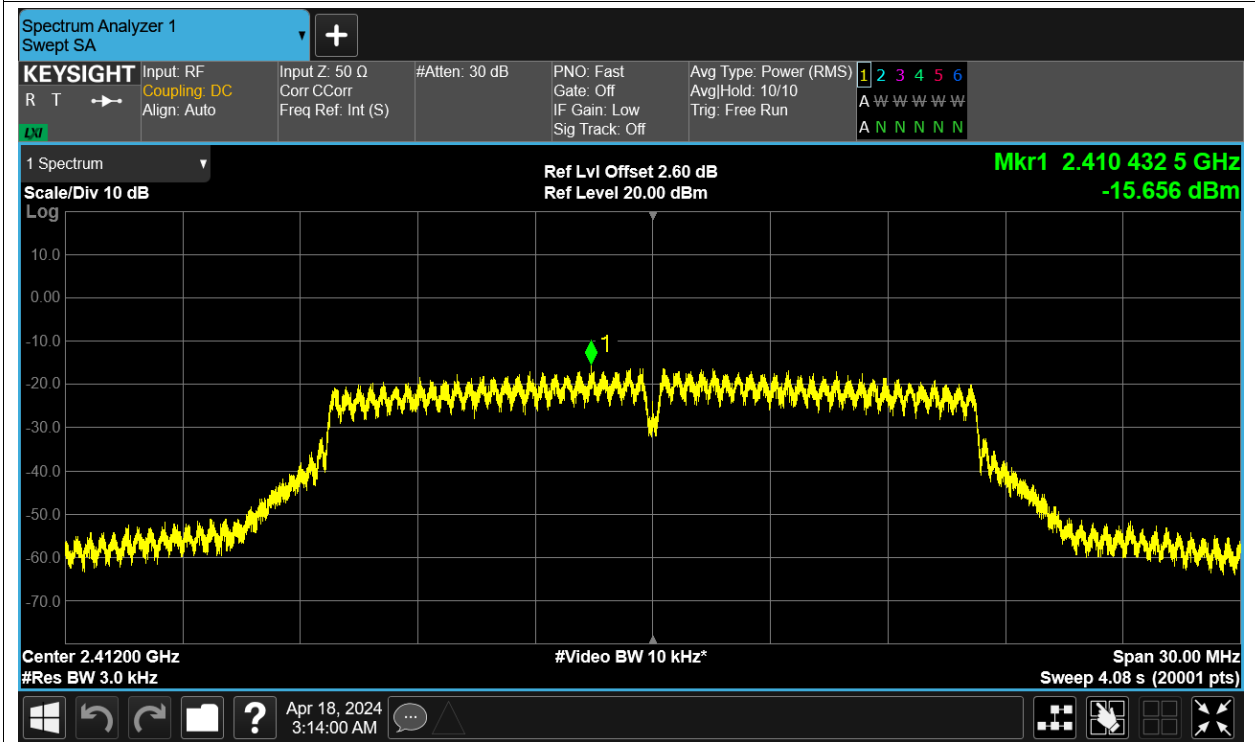 Spectrum Analyzer 1
Swept SA
+
KEYSIGHT Input: RF Input Z: 50 Ω #Atten: 30 dB PNO: Fast Avg Type: Power (RMS) 1 2 3 4 5 6
R T Coupling: DC Corr CCorr Gate: Off Avg|Hold: 10/10 A W W W W W
Align: Auto Freq Ref: Int (S) IF Gain: Low Trig: Free Run A N N N N N
LXI Sig Track: Off
1 Spectrum Ref Lvl Offset 2.60 dB Mkr1 2.410 432 5 GHz
Scale/Div 10 dB Ref Level 20.00 dBm -15.656 dBm
Log
10.0
0.00
-10.0
1
-20.0
-30.0
-40.0
-50.0
-60.0
-70.0
Center 2.41200 GHz #Video BW 10 kHz* Span 30.00 MHz
#Res BW 3.0 kHz Sweep 4.08 s (20001 pts)
? Apr 18, 2024
3:14:00 AM